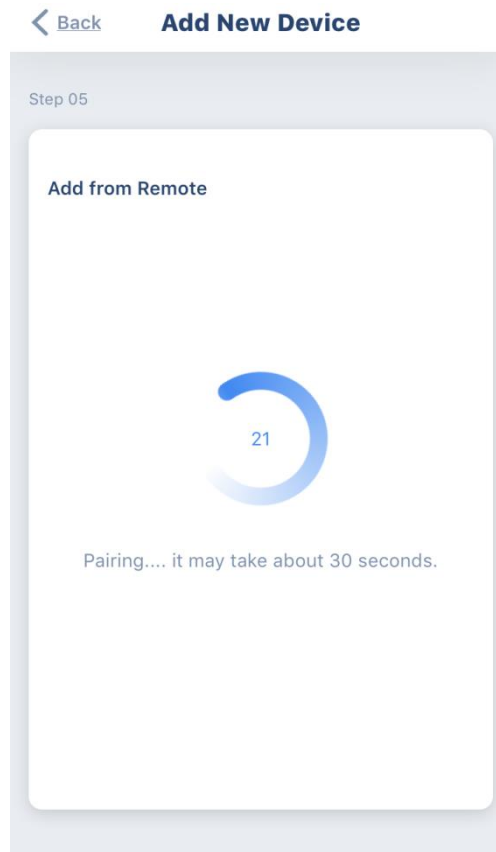 Back
Add New Device
Step 05
Add from Remote
21
Pairing.... it may take about 30 seconds.